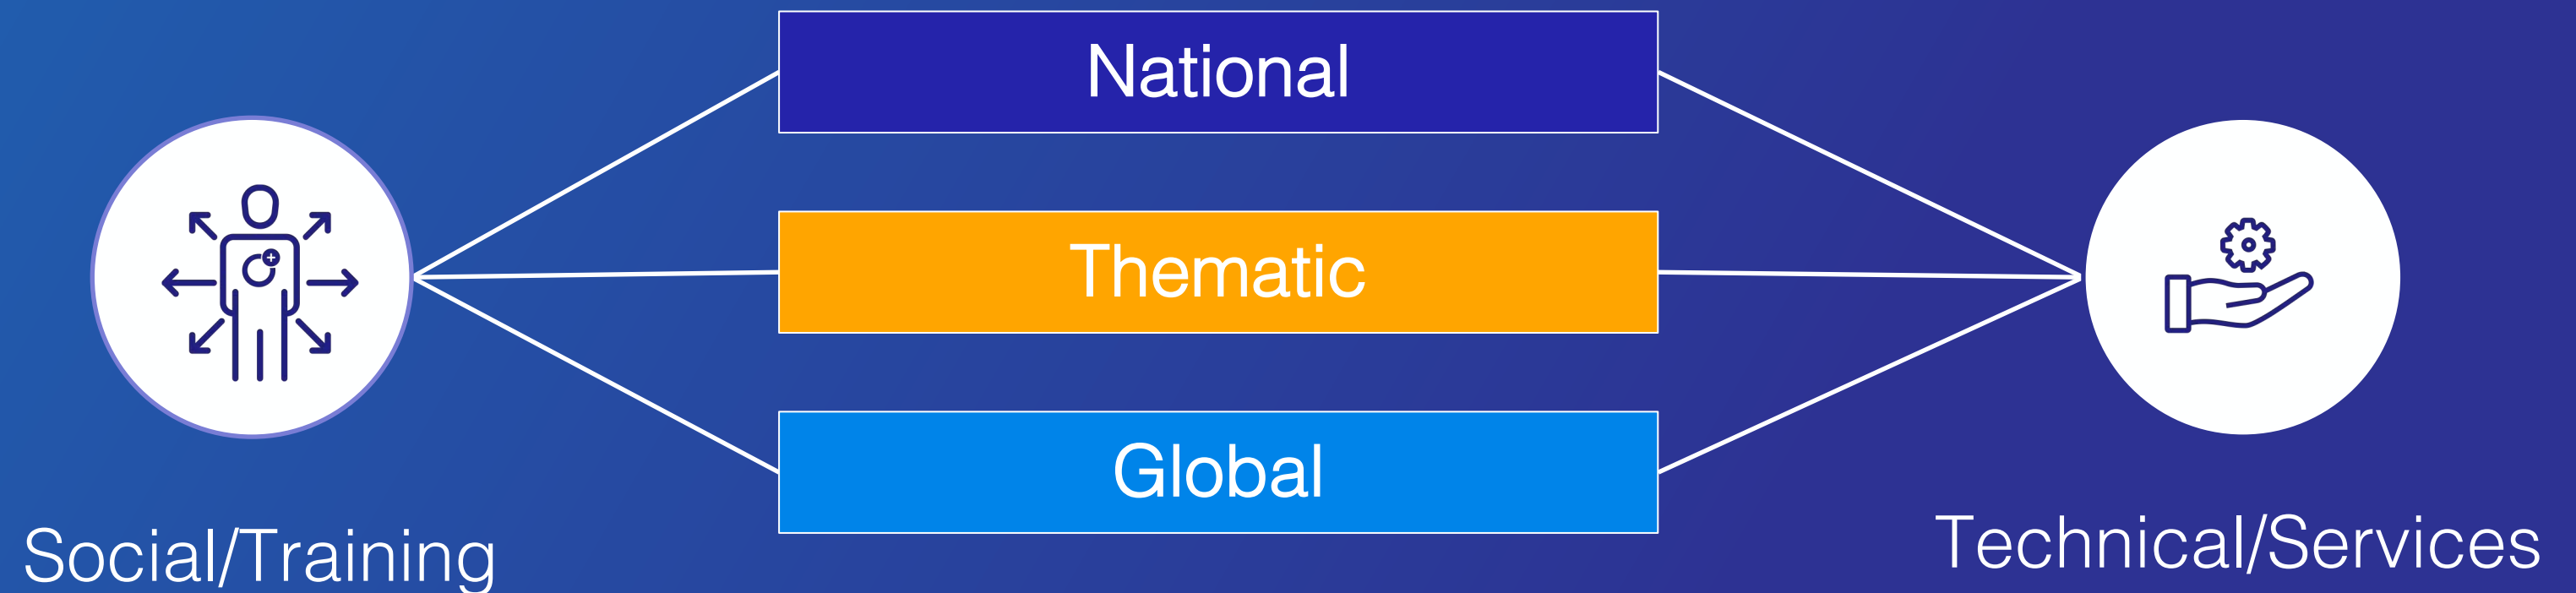 National
Thematic
Global
Social/Training
Technical/Services